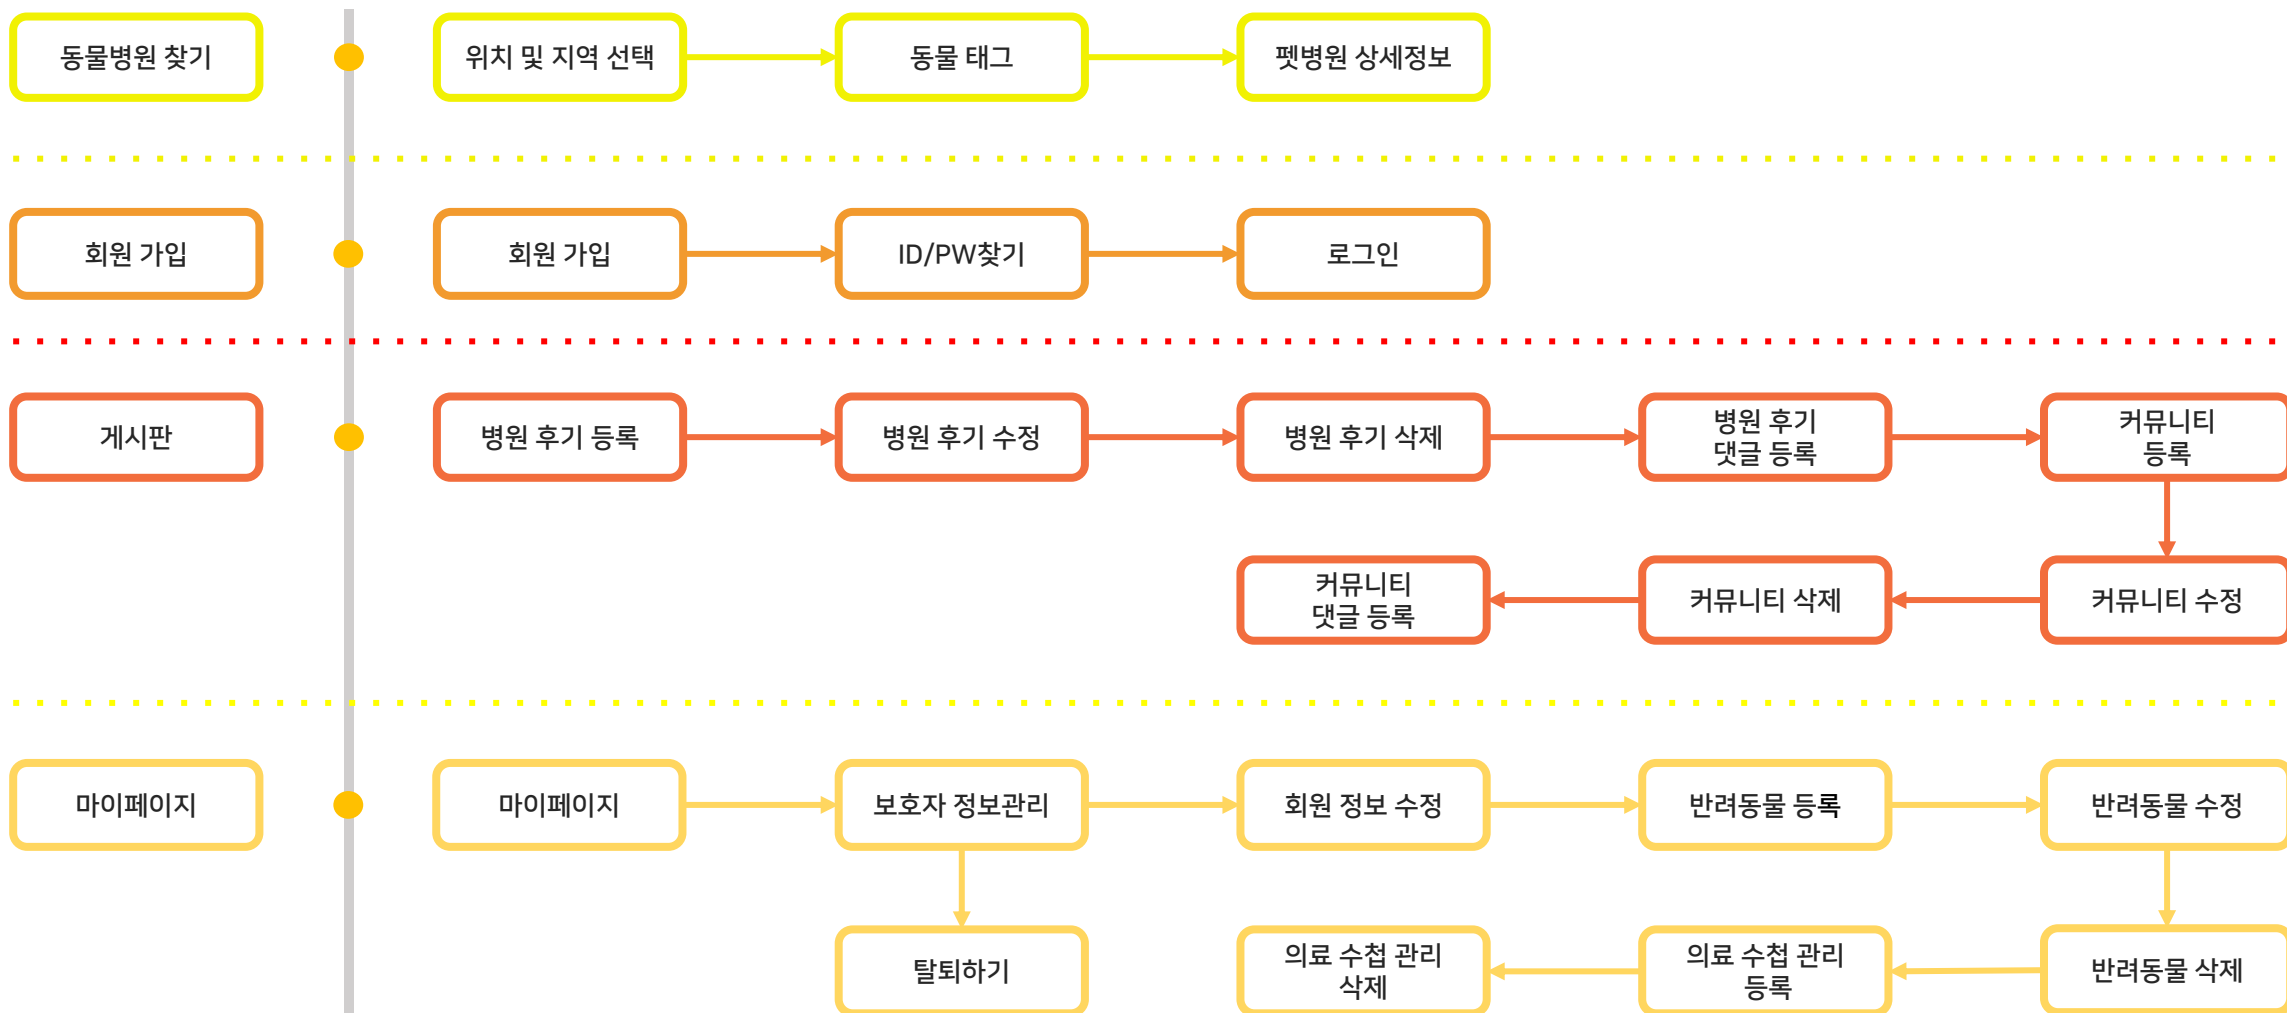 동물병원 찾기
위치 및 지역 선택
동물 태그
펫병원 상세정보
회원 가입
회원 가입
ID/PW찾기
로그인
게시판
병원 후기 등록
병원 후기 수정
병원 후기 삭제
병원 후기
댓글 등록
커뮤니티
등록
커뮤니티
댓글 등록
커뮤니티 삭제
커뮤니티 수정
마이페이지
마이페이지
보호자 정보관리
회원 정보 수정
반려동물 등록
반려동물 수정
탈퇴하기
의료 수첩 관리
삭제
의료 수첩 관리
등록
반려동물 삭제